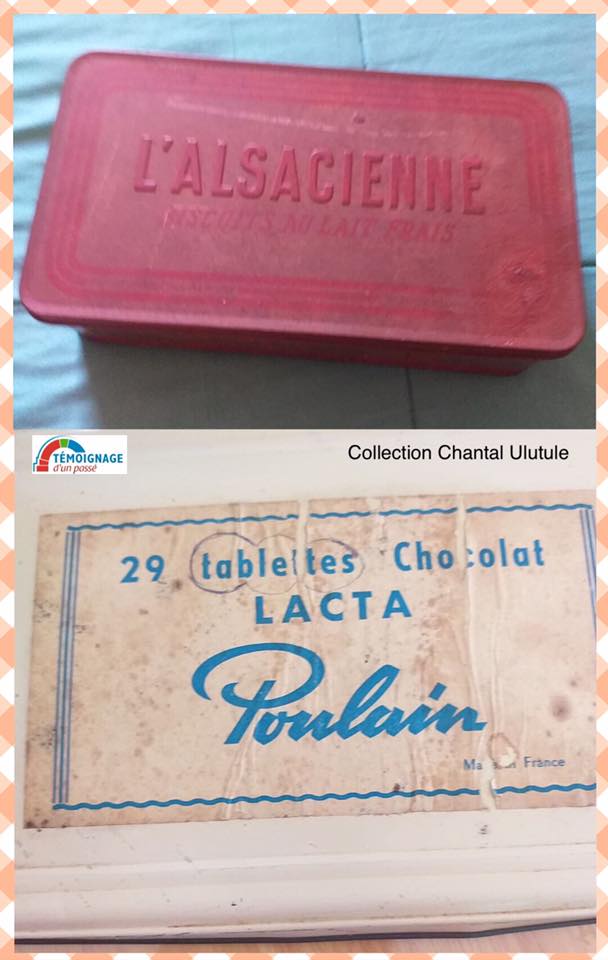 L'ALSACIENNE
BISCUITS AU LAIT FRAIS
TÉMOIGNAGE
d'un passé
Collection Chantal Ulutule
29 tablettes Chocolat
LACTA
Poulain
France